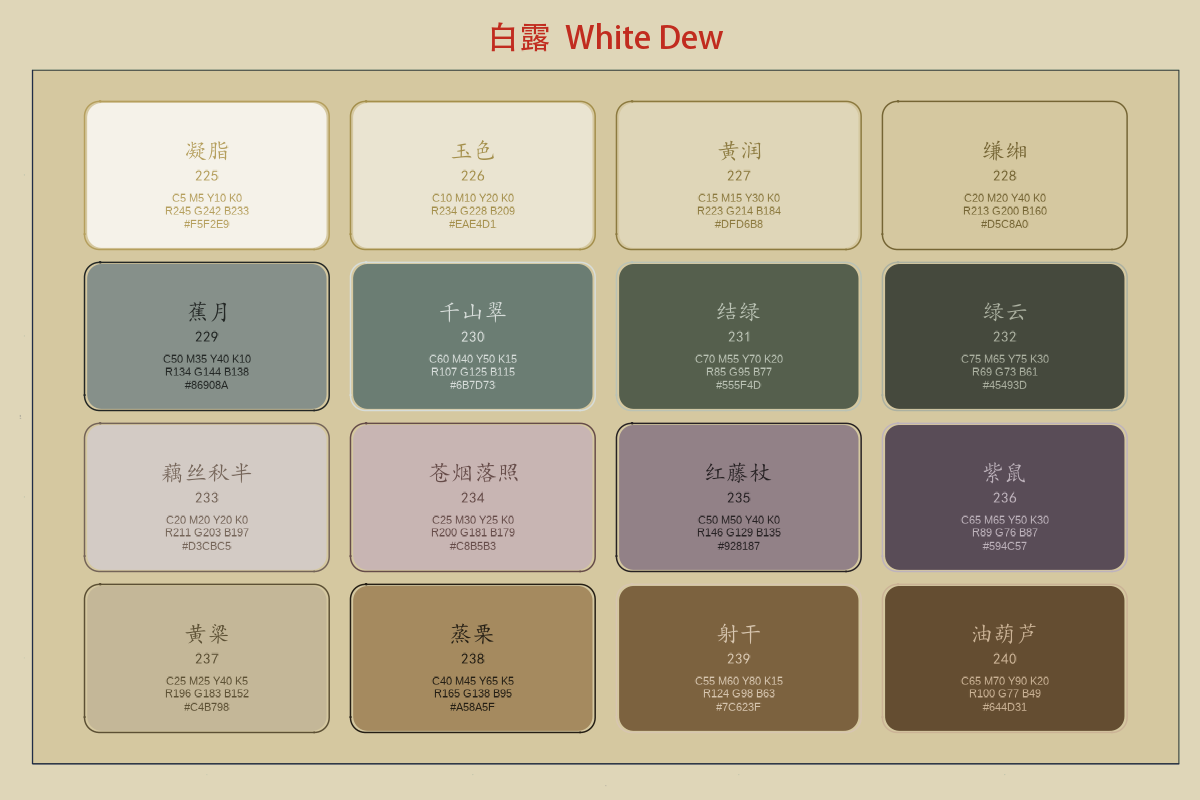 白露 White Dew
凝脂
225
C5 M5 Y10 K0
R245 G242 B233
#F5F2E9
玉色
226
C10 M10 Y20 K0
R234 G228 B209
#EAE4D1
黄润
227
C15 M15 Y30 K0
R223 G214 B184
#DFD6B8
缣缃
228
C20 M20 Y40 K0
R213 G200 B160
#D5C8A0
蕉月
229
C50 M35 Y40 K10
R134 G144 B138
#86908A
千山翠
230
C60 M40 Y50 K15
R107 G125 B115
#6B7D73
结绿
231
C70 M55 Y70 K20
R85 G95 B77
#555F4D
绿云
232
C75 M65 Y75 K30
R69 G73 B61
#45493D
藕丝秋半
233
C20 M20 Y20 K0
R211 G203 B197
#D3CBC5
苍烟落照
234
C25 M30 Y25 K0
R200 G181 B179
#C8B5B3
红藤杖
235
C50 M50 Y40 K0
R146 G129 B135
#928187
紫鼠
236
C65 M65 Y50 K30
R89 G76 B87
#594C57
黄粱
237
C25 M25 Y40 K5
R196 G183 B152
#C4B798
蒸栗
238
C40 M45 Y65 K5
R165 G138 B95
#A58A5F
射干
239
C55 M60 Y80 K15
R124 G98 B63
#7C623F
油葫芦
240
C65 M70 Y90 K20
R100 G77 B49
#644D31